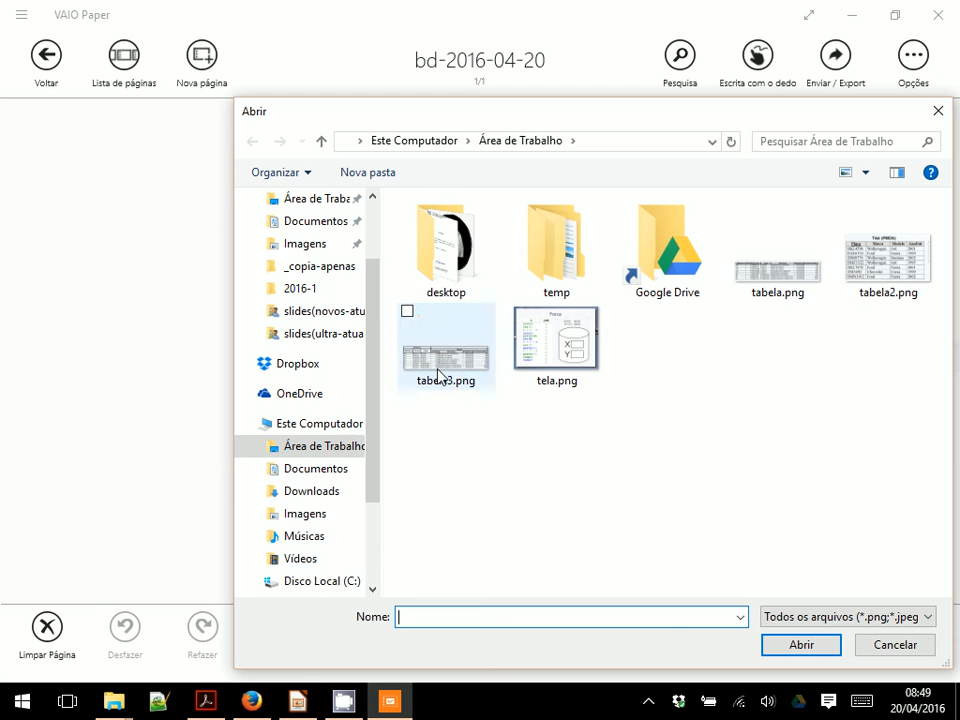 VAIO Paper
Voltar
Lista de páginas
Nova página
bd-2016-04-20
1/1
Pesquisa
Escrita com o dedo
Enviar / Export
Opções
Abrir
Este Computador
Área de Trabalho
Pesquisar Área de Trabalho
Organizar
Nova pasta
Área de Traba
Documentos
Imagens
_copia-apenas
2016-1
slides(novos-atu
slides(ultra-atua
Dropbox
OneDrive
Este Computador
Área de Trabalho
Documentos
Downloads
Imagens
Músicas
Vídeos
Disco Local (C:)
desktop
temp
Google Drive
tabela.png
tabela2.png
tabela3.png
tela.png
Nome:
Todos os arquivos (*.png;*.jpeg
Abrir
Cancelar
Limpar Página
Desfazer
Refazer
08:49
20/04/2016